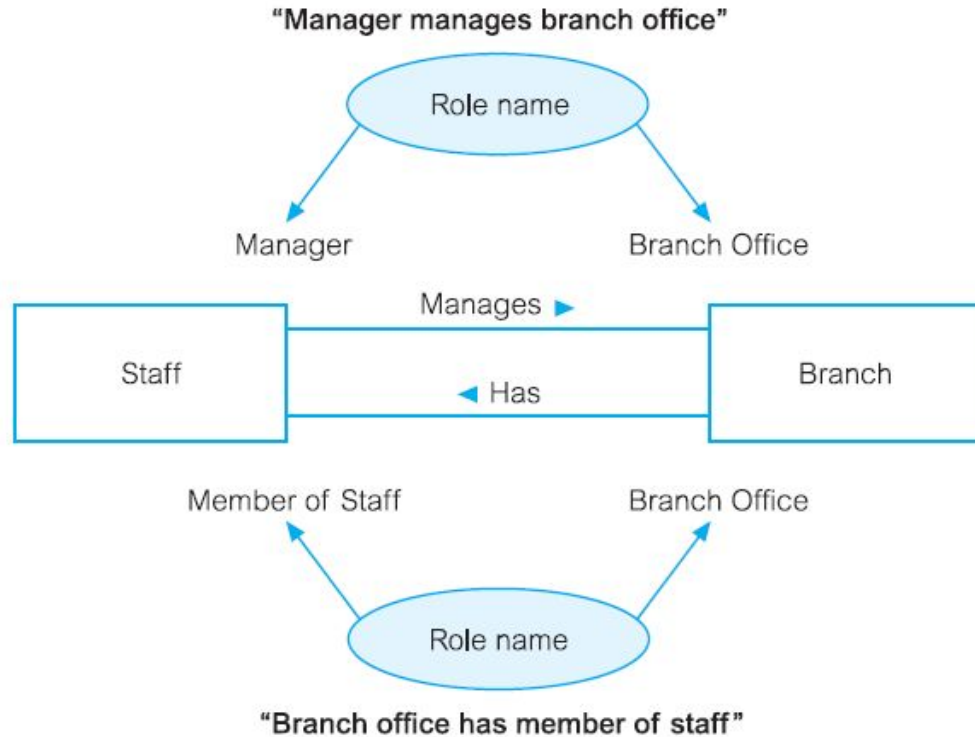 “Manager manages branch office”
Role name
Manager
Branch Office
Manages ►
Staff
Branch
◄ Has
Member of Staff
Branch Office
Role name
“Branch office has member of staff”